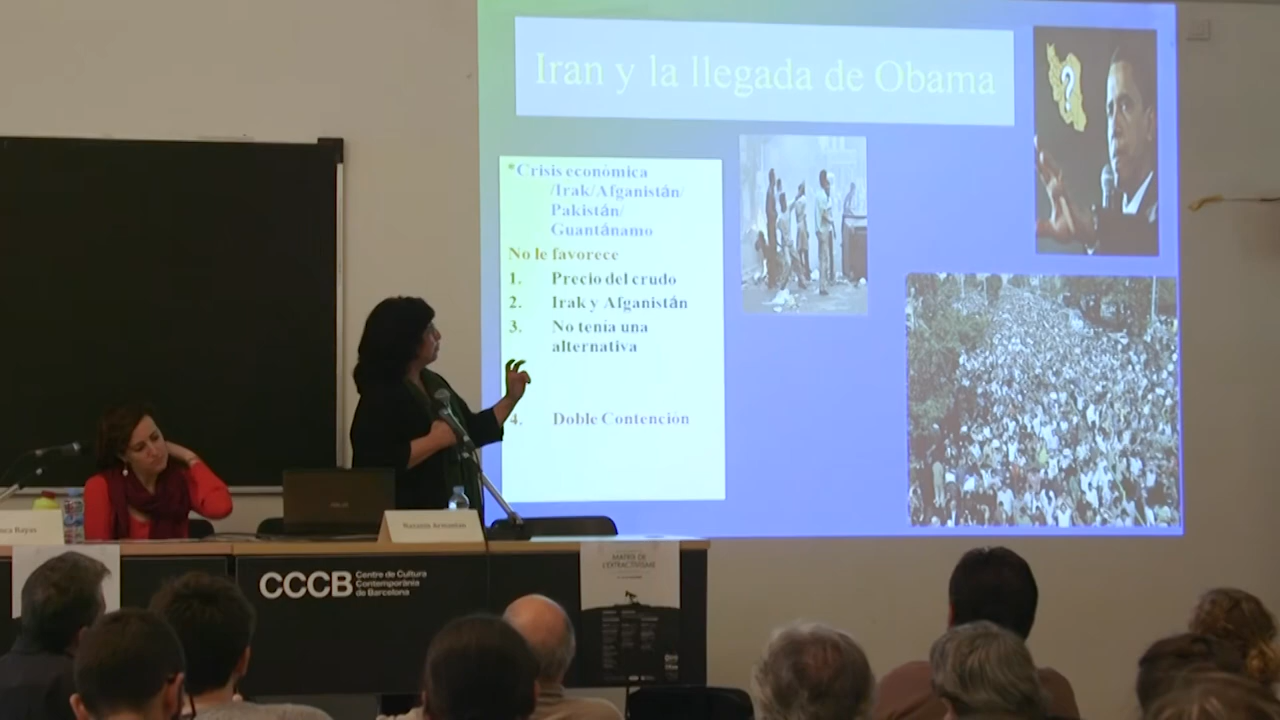 Iran y la llegada de Obama
?
*Crisis económica
/Irak/Afganistán/
Pakistán/
Guantánamo
No le favorece
1. Precio del crudo
2. Irak y Afganistán
3. No tenía una
alternativa
4. Doble Contención
Bayas
Nazanín Armanian
CCCB
Centre de Cultura
Contemporània
de Barcelona
MAPES DE
L'EXTRACTIVISME